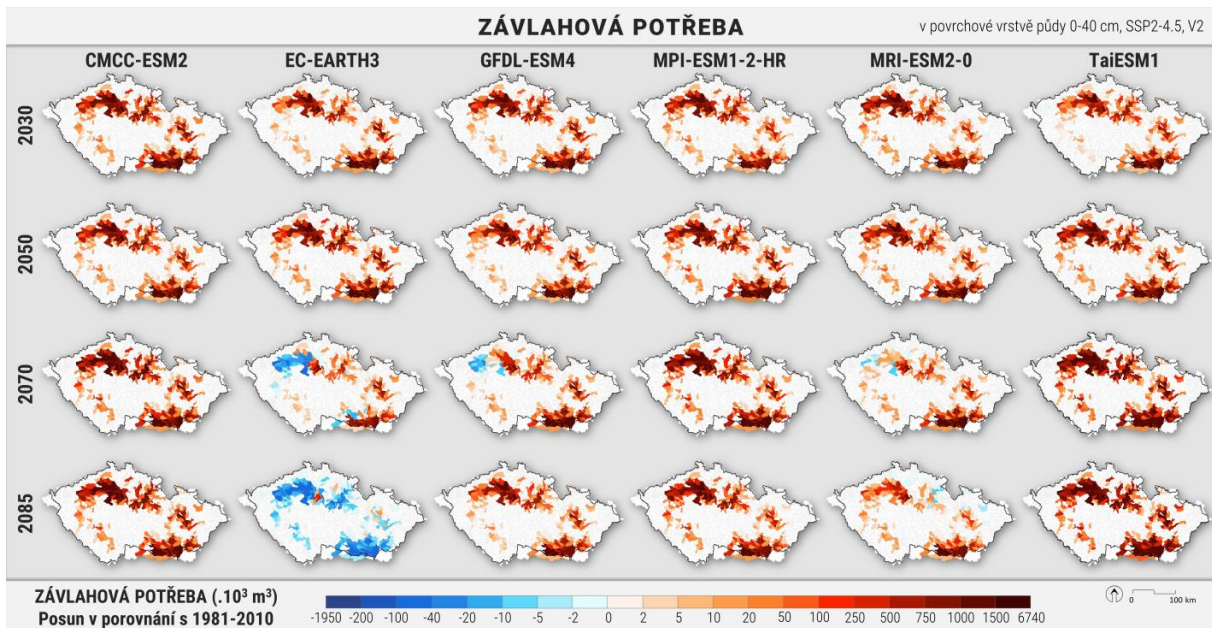 ZÁVLAHOVÁ POTŘEBA
v povrchové vrstvě půdy 0-40 cm, SSP2-4.5, V2
CMCC-ESM2 EC-EARTH3 GFDL-ESM4 MPI-ESM1-2-HR MRI-ESM2-0 TaiESM1
2030
2050
2070
2085
ZÁVLAHOVÁ POTŘEBA (.10³ m³)
Posun v porovnání s 1981-2010
-1950 -200 -100 -40 -20 -10 -5 -2 0 2 5 10 20 50 100 250 500 750 1000 1500 6740
0 100 km